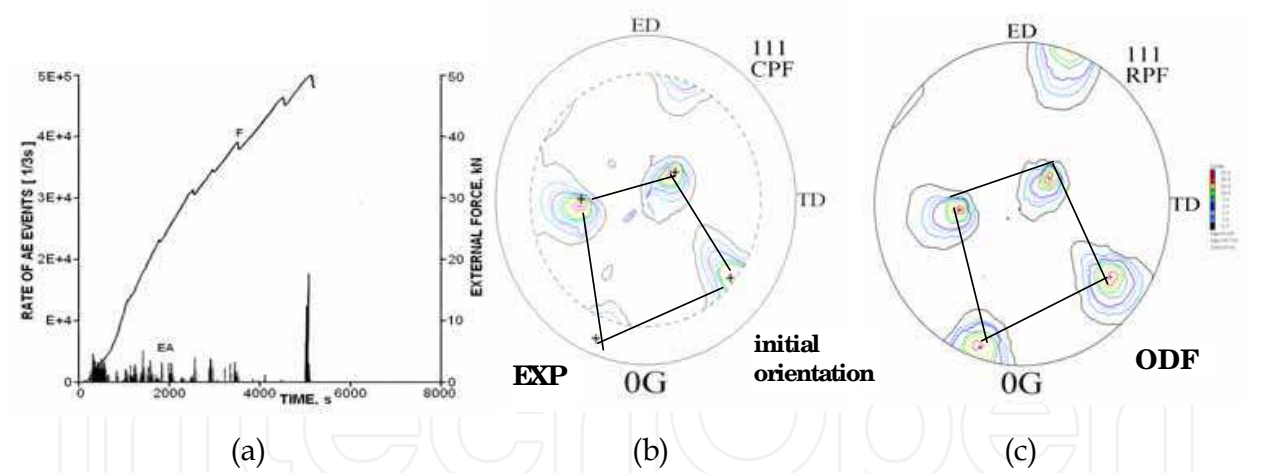 5E+5
4E+4
3E+4
2E+4
E+4
0
RATE OF AE EVENTS [ 1/3s ]
F
EA
50
40
30
20
10
0
EXTERNAL FORCE, kN
0 2000 4000 6000 8000
TIME, s
(a)
ED
111
CPF
TD
EXP
0G
initial
orientation
(b)
ED
111
RPF
TD
0G
ODF
(c)
IntechOpen